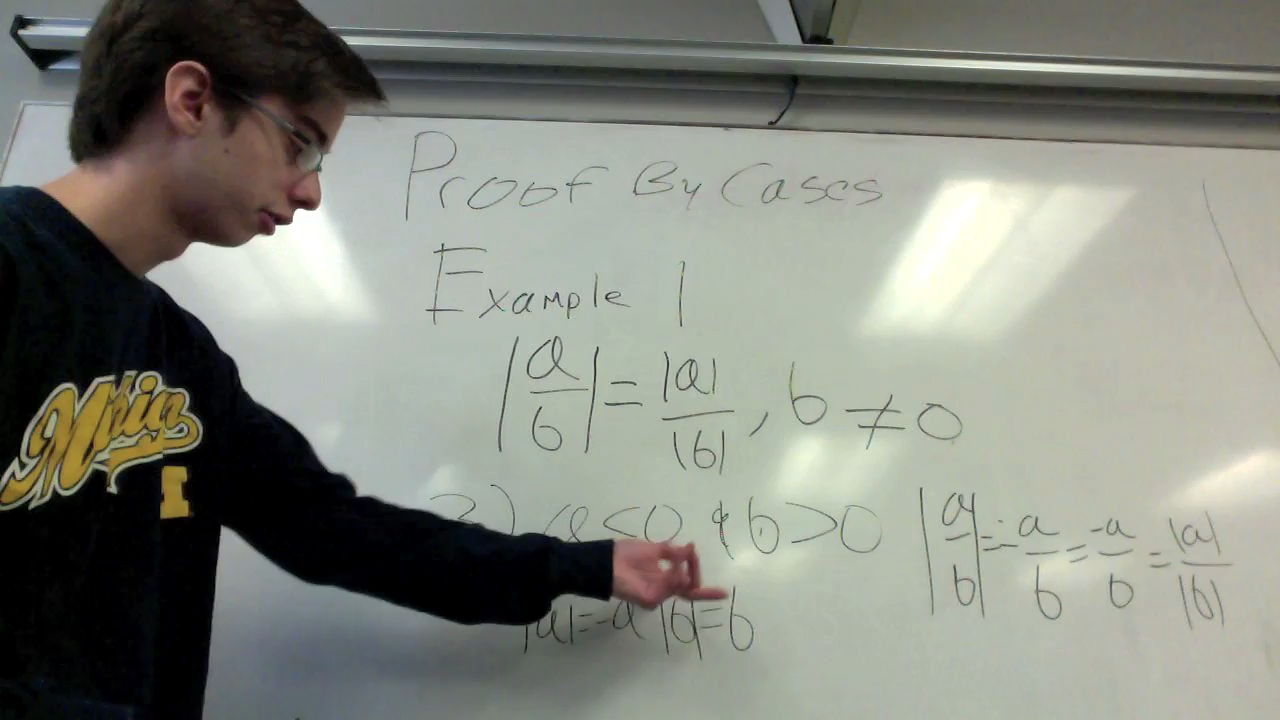 Proof By Cases
Example 1
|a/b| = |a|/|b|, b ≠ 0
3) a<0 & b>0 |a/b| = -a/b = -a/b = |a|/|b|
|a|=-a |b|=b